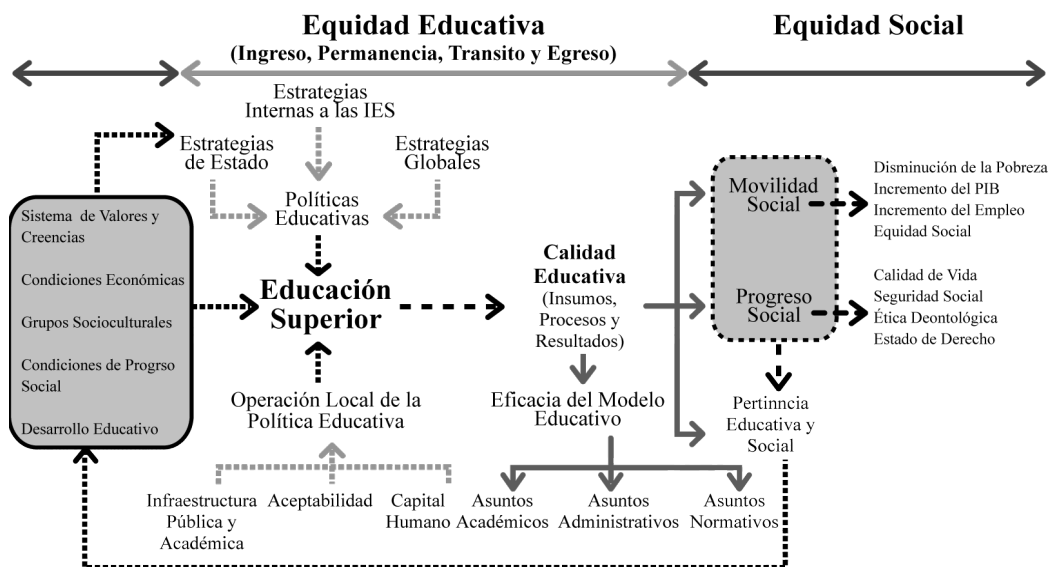 Equidad Educativa
(Ingreso, Permanencia, Transito y Egreso)
Equidad Social
Estrategias
Internas a las IES
Estrategias
de Estado
Estrategias
Globales
Políticas
Educativas
Sistema de Valores y
Creencias
Condiciones Económicas
Grupos Socioculturales
Condiciones de Progrso
Social
Desarrollo Educativo
Educación
Superior
Operación Local de la
Política Educativa
Infraestructura
Pública y
Académica
Aceptabilidad
Capital
Humano
Calidad
Educativa
(Insumos,
Procesos y
Resultados)
Eficacia del Modelo
Educativo
Asuntos
Académicos
Asuntos
Administrativos
Asuntos
Normativos
Movilidad
Social
Progreso
Social
Pertinncia
Educativa y
Social
Disminución de la Pobreza
Incremento del PIB
Incremento del Empleo
Equidad Social
Calidad de Vida
Seguridad Social
Ética Deontológica
Estado de Derecho